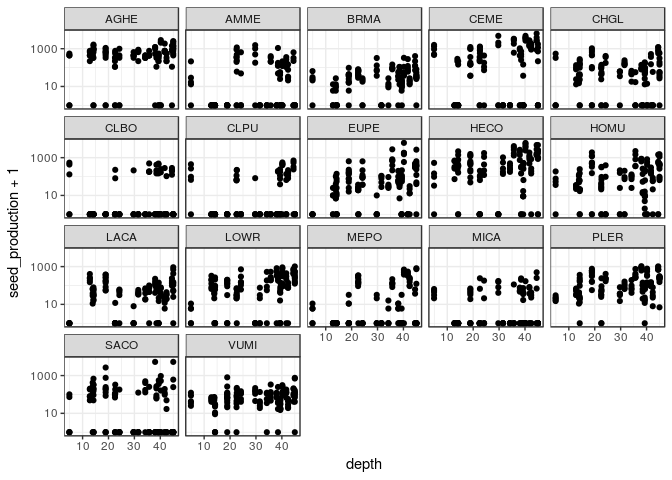 AGHE AMME BRMA CEME CHGL
1000
10
CLBO CLPU EUPE HECO HOMU
1000
10
LACA LOWR MEPO MICA PLER
1000
10
10 20 30 40 10 20 30 40 10 20 30 40
SACO VUMI
1000
10
10 20 30 40 10 20 30 40
depth
seed_production + 1